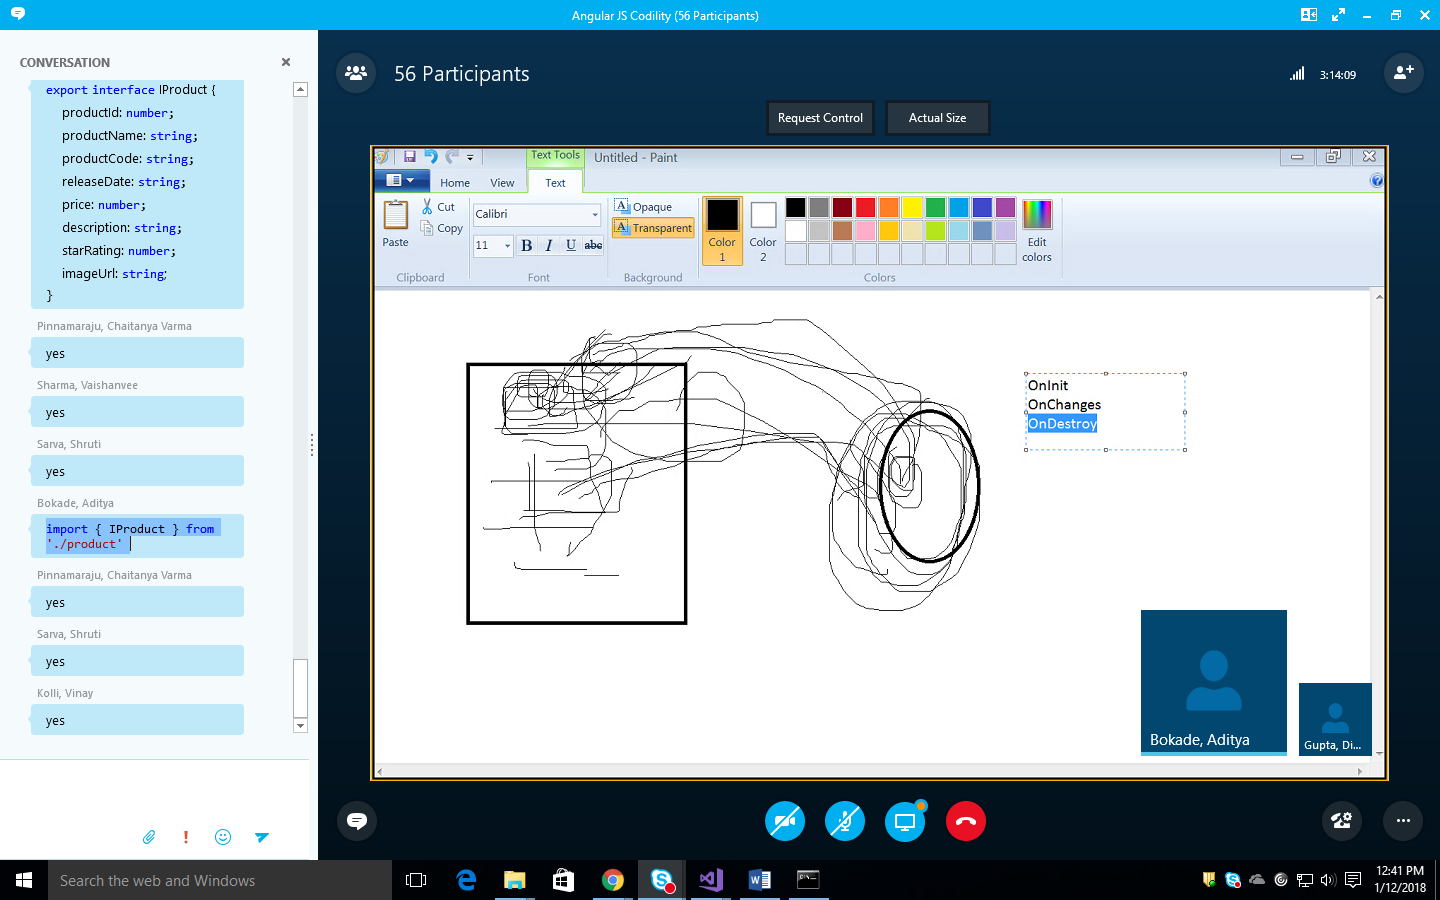 Angular JS Codility (56 Participants)
CONVERSATION
export interface IProduct {
productId: number;
productName: string;
productCode: string;
releaseDate: string;
price: number;
description: string;
starRating: number;
imageUrl: string;
}
Pinnamaraju, Chaitanya Varma
yes
Sharma, Vaishanvee
yes
Sarva, Shruti
yes
Bokade, Aditya
import { IProduct } from
'./product'
Pinnamaraju, Chaitanya Varma
yes
Sarva, Shruti
yes
Kolli, Vinay
yes
56 Participants
3:14:09
Request Control
Actual Size
Text Tools
Untitled - Paint
Home
View
Text
Paste
Cut
Copy
Clipboard
Calibri
11
B I U abc
Font
Opaque
Transparent
Background
Color 1
Color 2
Edit colors
Colors
OnInit
OnChanges
OnDestroy
Bokade, Aditya
Gupta, Di...
Search the web and Windows
12:41 PM
1/12/2018